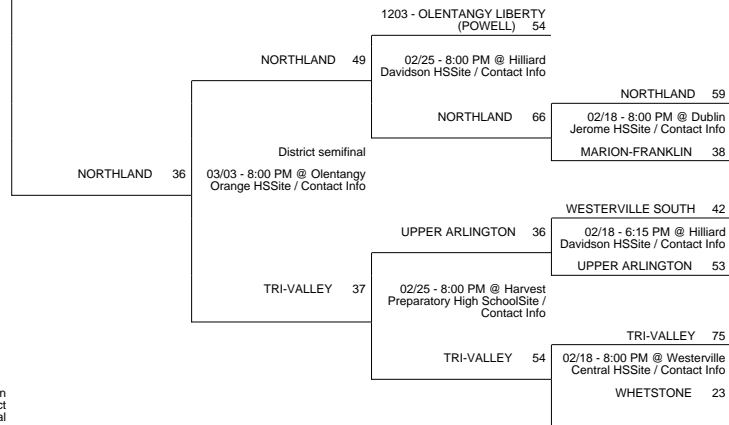 1203 - OLENTANGY LIBERTY
(POWELL) 54
NORTHLAND 49
02/25 - 8:00 PM @ Hilliard
Davidson HSSite / Contact Info
NORTHLAND 59
NORTHLAND 66
02/18 - 8:00 PM @ Dublin
Jerome HSSite / Contact Info
District semifinal
MARION-FRANKLIN 38
NORTHLAND 36
03/03 - 8:00 PM @ Olentangy
Orange HSSite / Contact Info
WESTERVILLE SOUTH 42
UPPER ARLINGTON 36
02/18 - 6:15 PM @ Hilliard
Davidson HSSite / Contact Info
UPPER ARLINGTON 53
TRI-VALLEY 37
02/25 - 8:00 PM @ Harvest
Preparatory High SchoolSite /
Contact Info
TRI-VALLEY 75
TRI-VALLEY 54
02/18 - 8:00 PM @ Westerville
Central HSSite / Contact Info
WHETSTONE 23